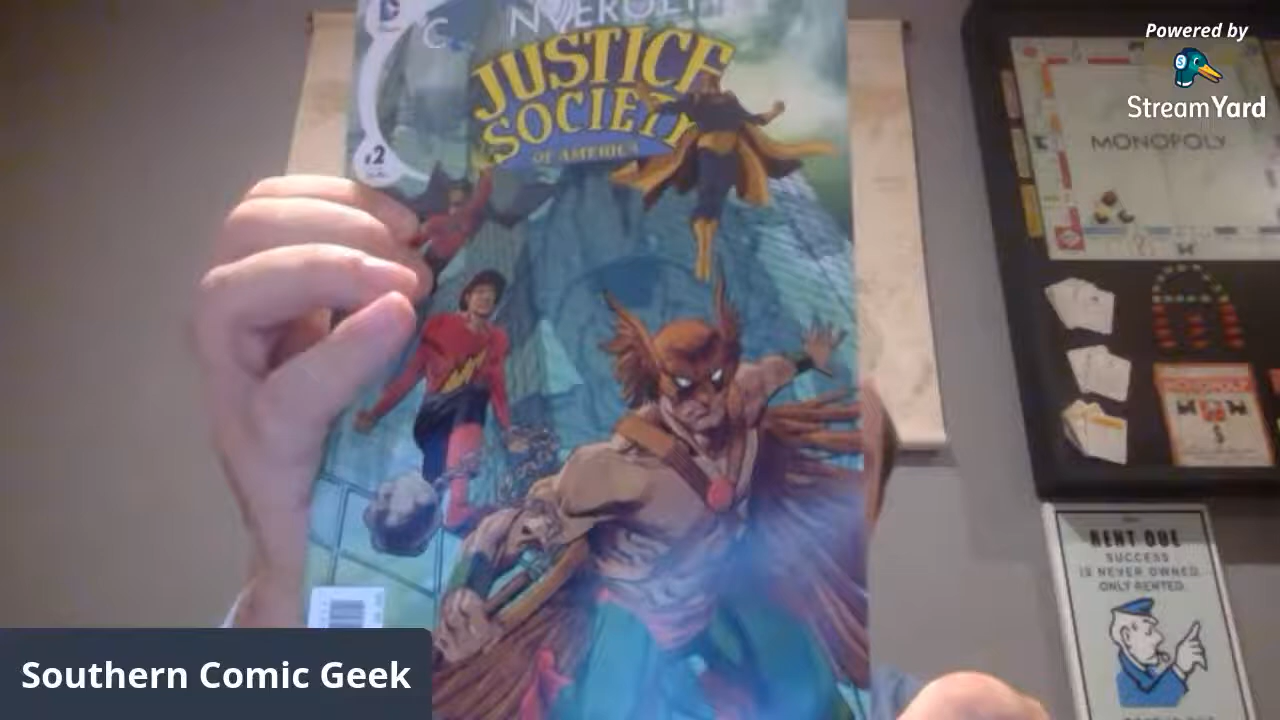 Powered by
StreamYard
JUSTICE
SOCIETY
OF AMERICA
#2
MONOPOLY
MONOPOLY
RENT DUE
SUCCESS
IS NEVER OWNED.
ONLY RENTED.
Southern Comic Geek